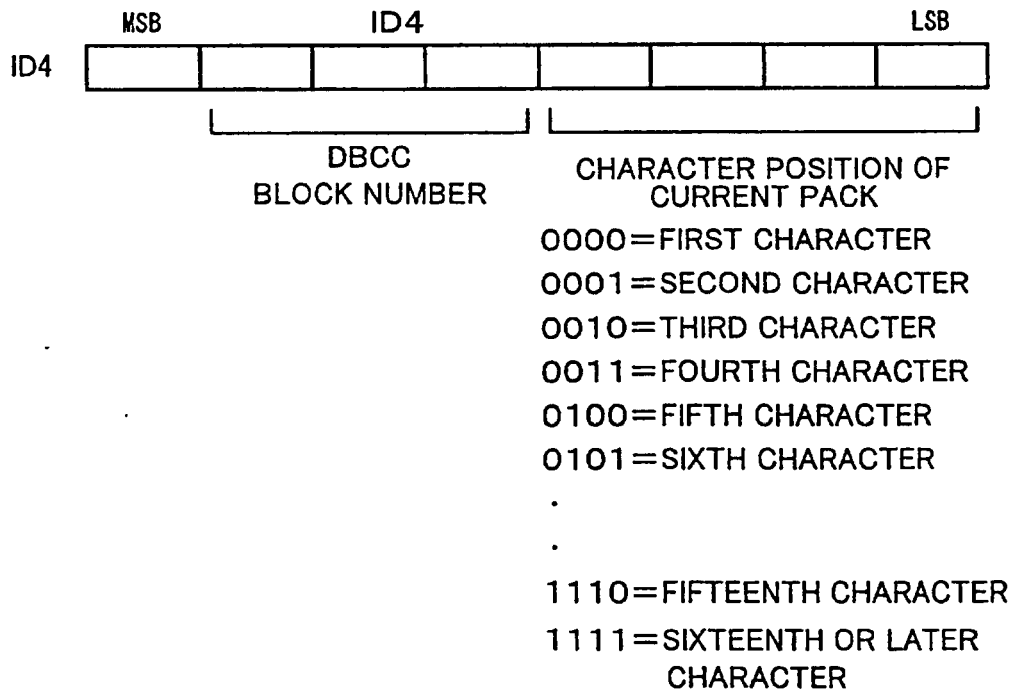 MSB ID4 LSB
ID4
DBCC
BLOCK NUMBER
CHARACTER POSITION OF
CURRENT PACK
0000=FIRST CHARACTER
0001=SECOND CHARACTER
0010=THIRD CHARACTER
0011=FOURTH CHARACTER
0100=FIFTH CHARACTER
0101=SIXTH CHARACTER
.
.
1110=FIFTEENTH CHARACTER
1111=SIXTEENTH OR LATER
CHARACTER